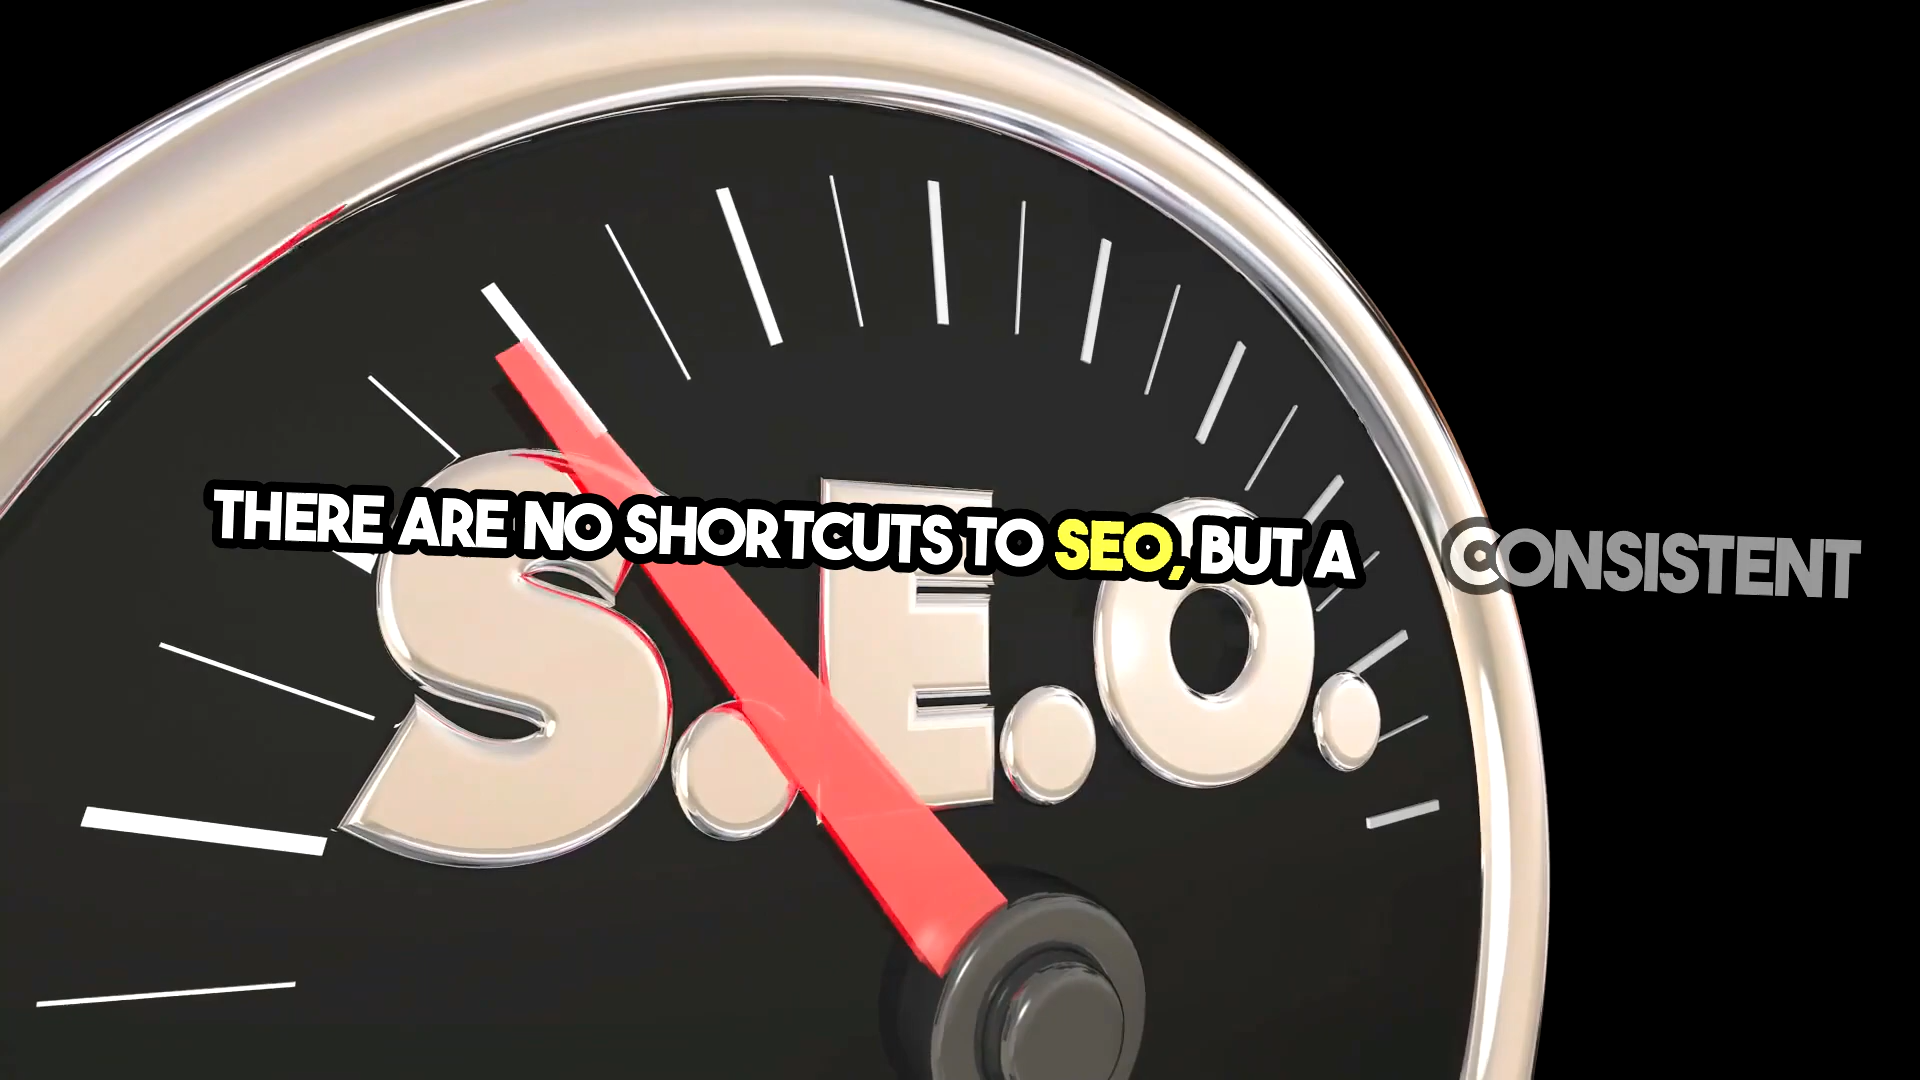 THERE ARE NO SHORTCUTS TO SEO, BUT A CONSISTENT
S.E.O.